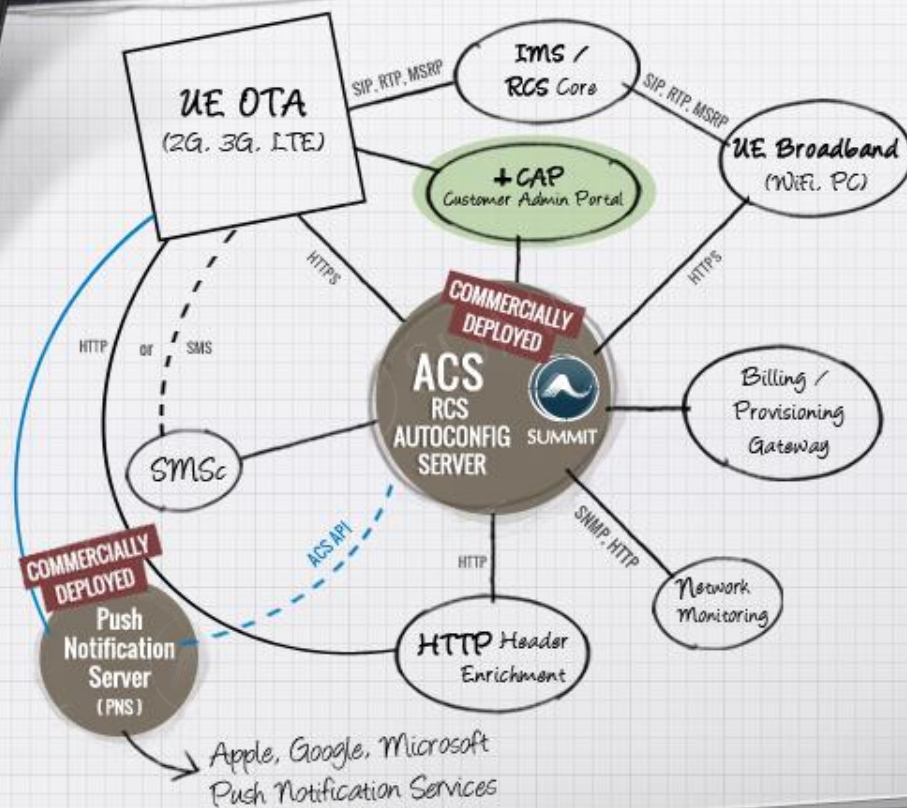 UE OTA
(2G. 3G. LTE)
SIP, RTP, MSRP
IMS /
RCS Core
SIP, RTP, MSRP
UE Broadband
(WiFi. PC)
+CAP
Customer Admin Portal
HTTPS
HTTPS
COMMERCIALLY
DEPLOYED
ACS
RCS
AUTOCONFIG
SERVER
SUMMIT
HTTP or SMS
SMSc
Billing /
Provisioning
Gateway
ACS API
HTTP
SNMP, HTTP
Network
Monitoring
COMMERCIALLY
DEPLOYED
Push
Notification
Server
(PNS)
HTTP Header
Enrichment
Apple, Google, Microsoft
Push Notification Services